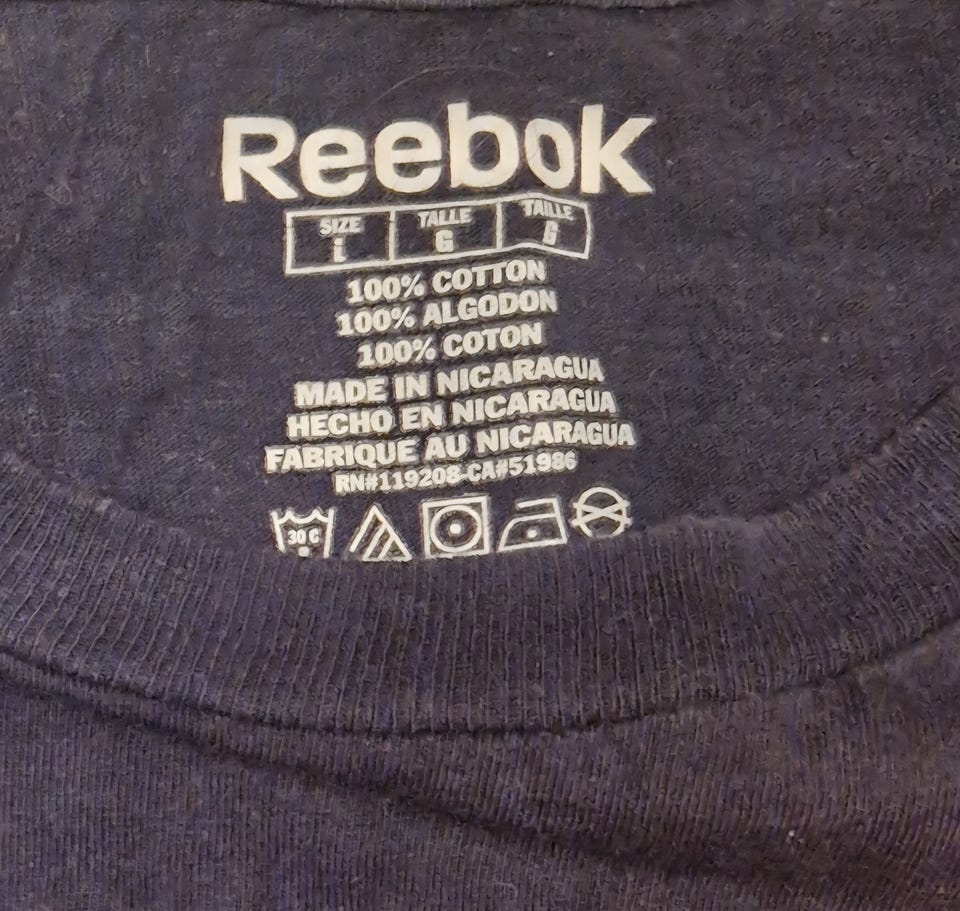 Reebok
SIZE TALLE TAILLE
L G G
100% COTTON
100% ALGODON
100% COTON
MADE IN NICARAGUA
HECHO EN NICARAGUA
FABRIQUE AU NICARAGUA
RN#119208-CA#51986
30 C